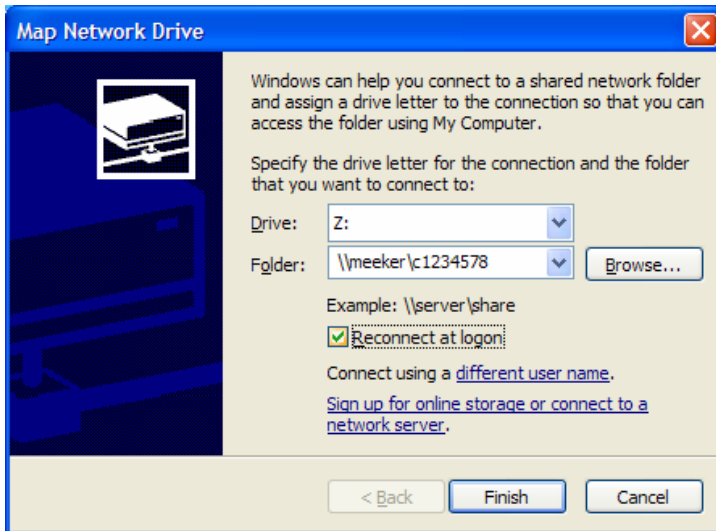 Map Network Drive
Windows can help you connect to a shared network folder
and assign a drive letter to the connection so that you can
access the folder using My Computer.
Specify the drive letter for the connection and the folder
that you want to connect to:
Drive: Z:
Folder: \\meeker\c1234578 Browse...
Example: \\server\share
Reconnect at logon
Connect using a different user name.
Sign up for online storage or connect to a
network server.
< Back Finish Cancel